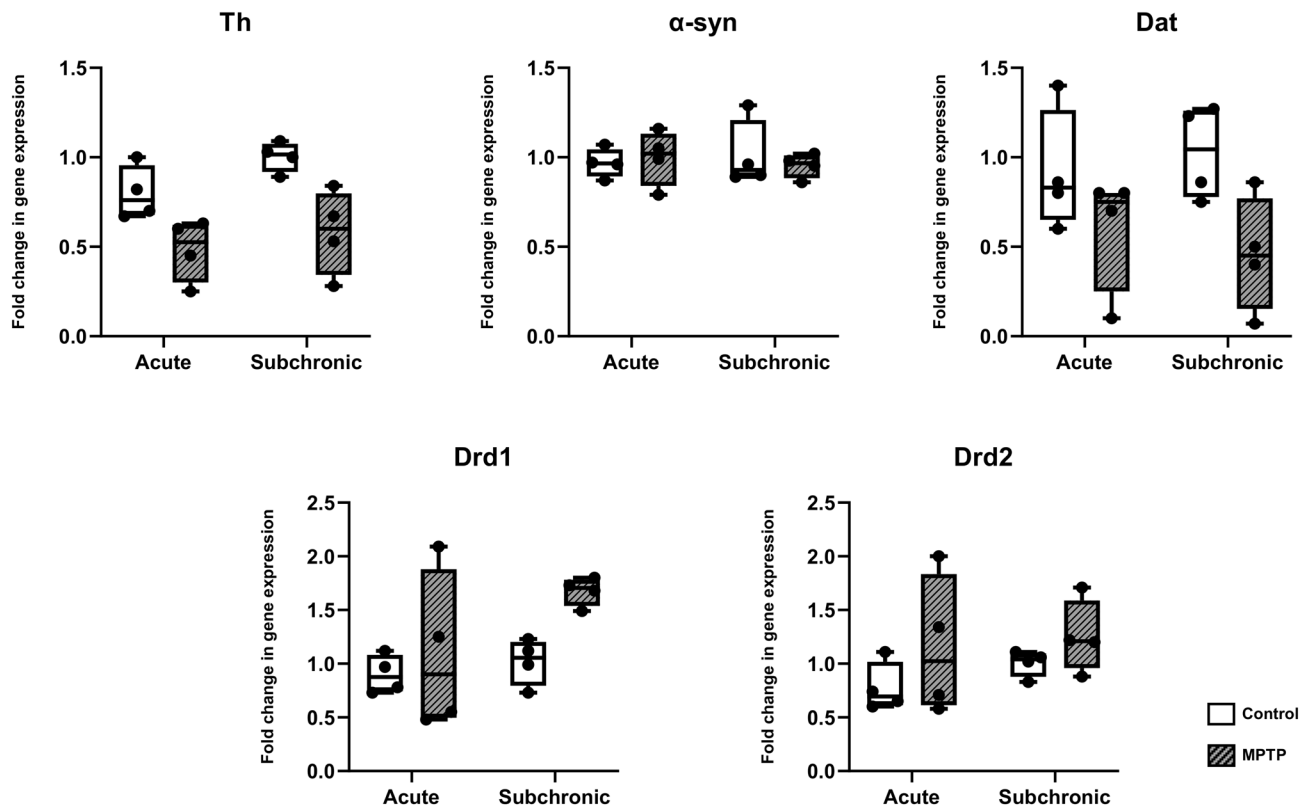 Th
Fold change in gene expression
1.5
1.0
0.5
0.0
Acute
Subchronic
α-syn
Fold change in gene expression
1.5
1.0
0.5
0.0
Acute
Subchronic
Dat
Fold change in gene expression
1.5
1.0
0.5
0.0
Acute
Subchronic
Drd1
Fold change in gene expression
2.5
2.0
1.5
1.0
0.5
0.0
Acute
Subchronic
Drd2
Fold change in gene expression
2.5
2.0
1.5
1.0
0.5
0.0
Acute
Subchronic
Control
MPTP